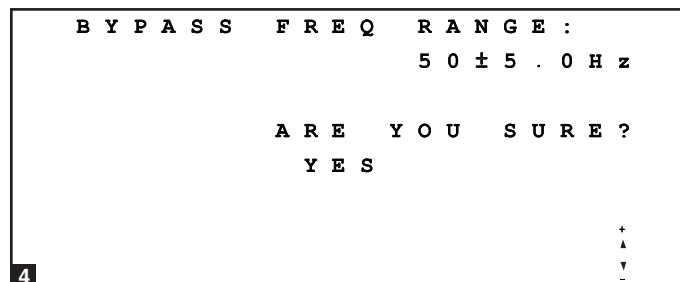 BYPASS FREQ RANGE:
50±5.0Hz
ARE YOU SURE?
YES
+
-
4